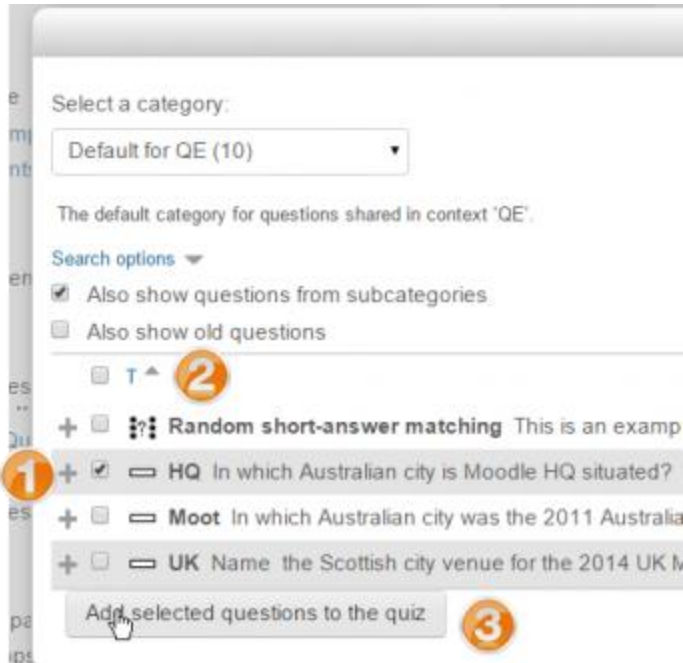 Select a category:
Default for QE (10)
The default category for questions shared in context 'QE'.
Search options
Also show questions from subcategories
Also show old questions
T
2
Random short-answer matching This is an examp
1
HQ In which Australian city is Moodle HQ situated?
Moot In which Australian city was the 2011 Australia
UK Name the Scottish city venue for the 2014 UK M
Add selected questions to the quiz
3